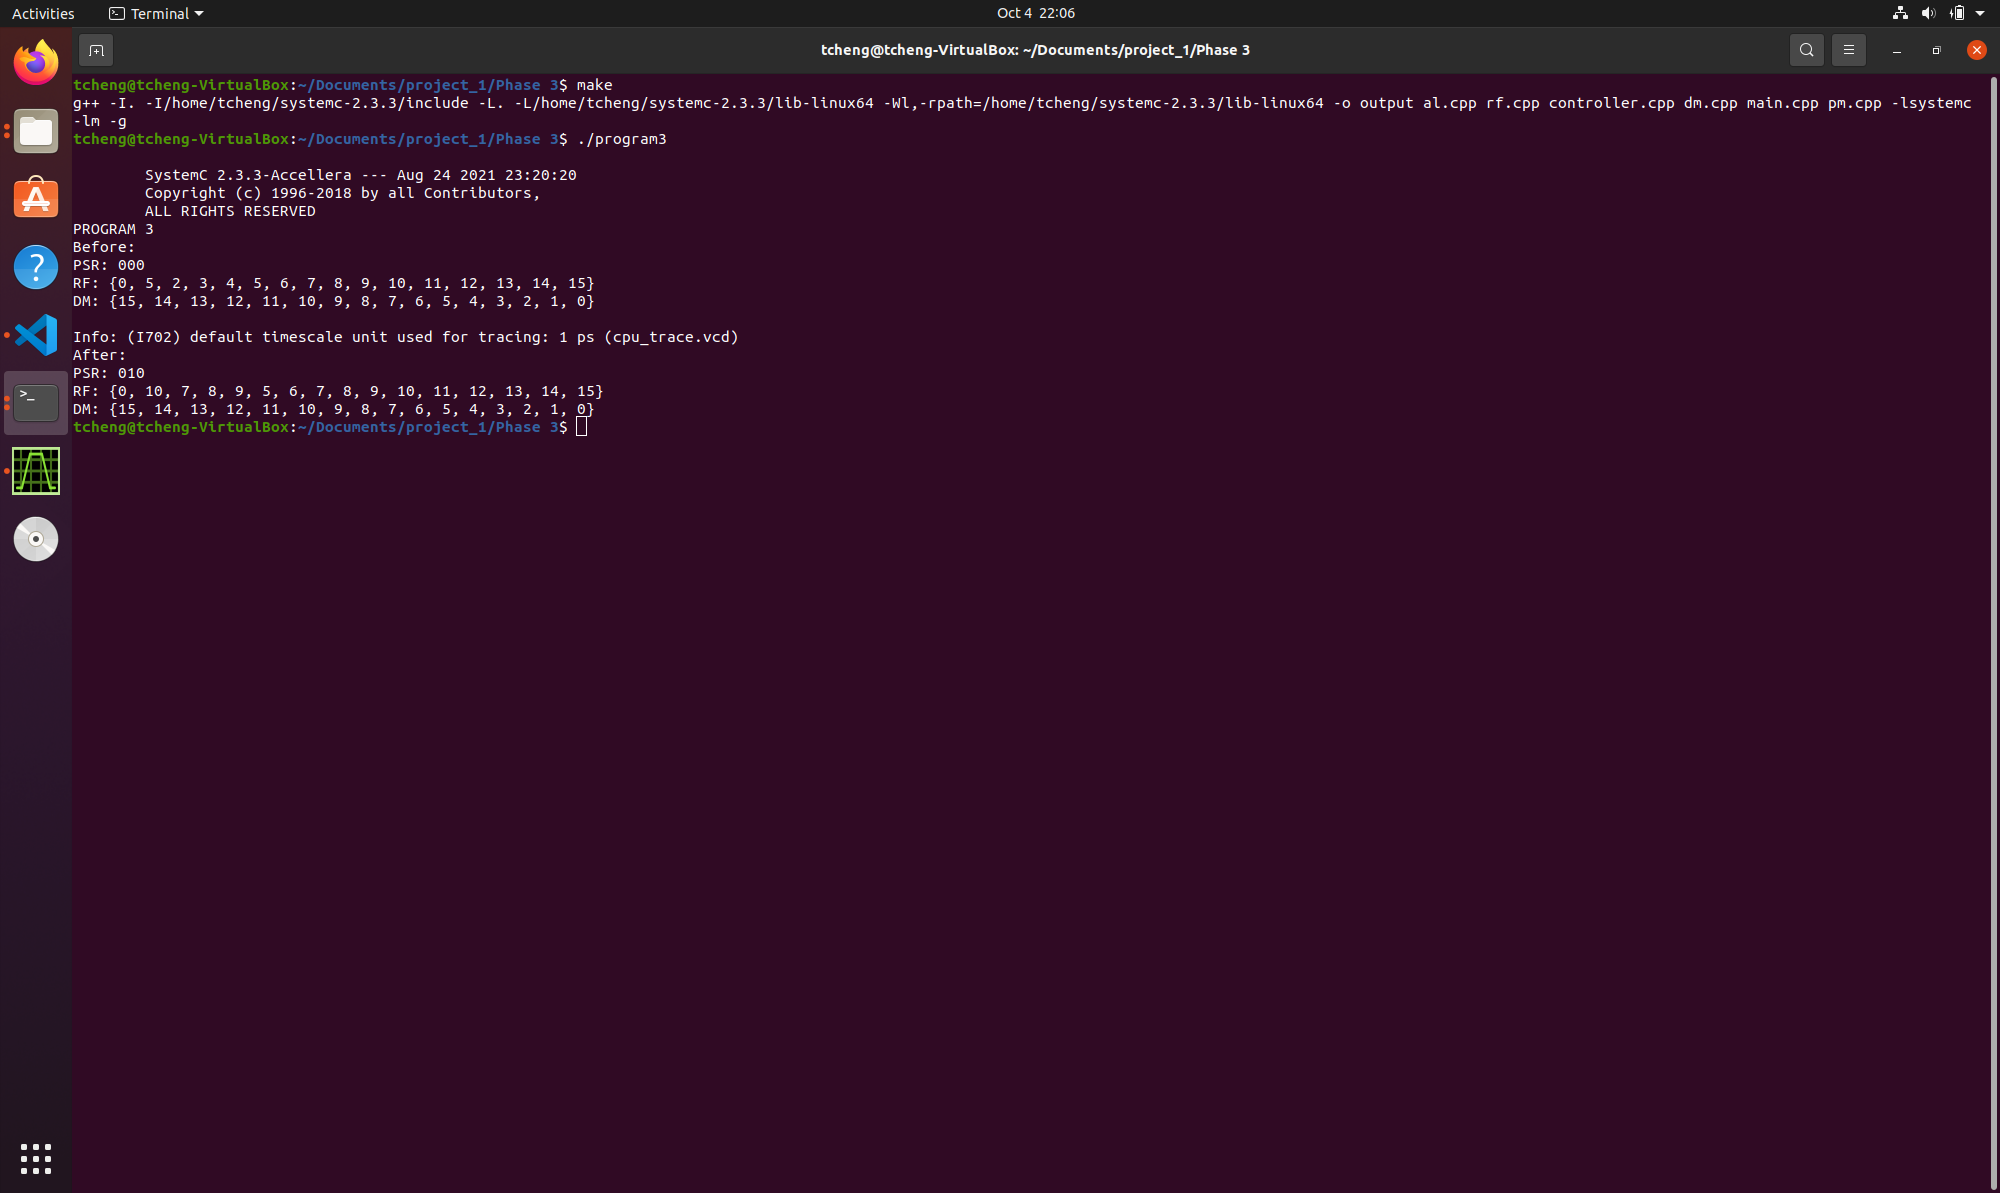 Activities Terminal Oct 4 22:06
tcheng@tcheng-VirtualBox: ~/Documents/project_1/Phase 3
tcheng@tcheng-VirtualBox:~/Documents/project_1/Phase 3$ make
g++ -I. -I/home/tcheng/systemc-2.3.3/include -L. -L/home/tcheng/systemc-2.3.3/lib-linux64 -Wl,-rpath=/home/tcheng/systemc-2.3.3/lib-linux64 -o output al.cpp rf.cpp controller.cpp dm.cpp main.cpp pm.cpp -lsystemc
-lm -g
tcheng@tcheng-VirtualBox:~/Documents/project_1/Phase 3$ ./program3
SystemC 2.3.3-Accellera --- Aug 24 2021 23:20:20
Copyright (c) 1996-2018 by all Contributors,
ALL RIGHTS RESERVED
PROGRAM 3
Before:
PSR: 000
RF: {0, 5, 2, 3, 4, 5, 6, 7, 8, 9, 10, 11, 12, 13, 14, 15}
DM: {15, 14, 13, 12, 11, 10, 9, 8, 7, 6, 5, 4, 3, 2, 1, 0}
Info: (I702) default timescale unit used for tracing: 1 ps (cpu_trace.vcd)
After:
PSR: 010
RF: {0, 10, 7, 8, 9, 5, 6, 7, 8, 9, 10, 11, 12, 13, 14, 15}
DM: {15, 14, 13, 12, 11, 10, 9, 8, 7, 6, 5, 4, 3, 2, 1, 0}
tcheng@tcheng-VirtualBox:~/Documents/project_1/Phase 3$